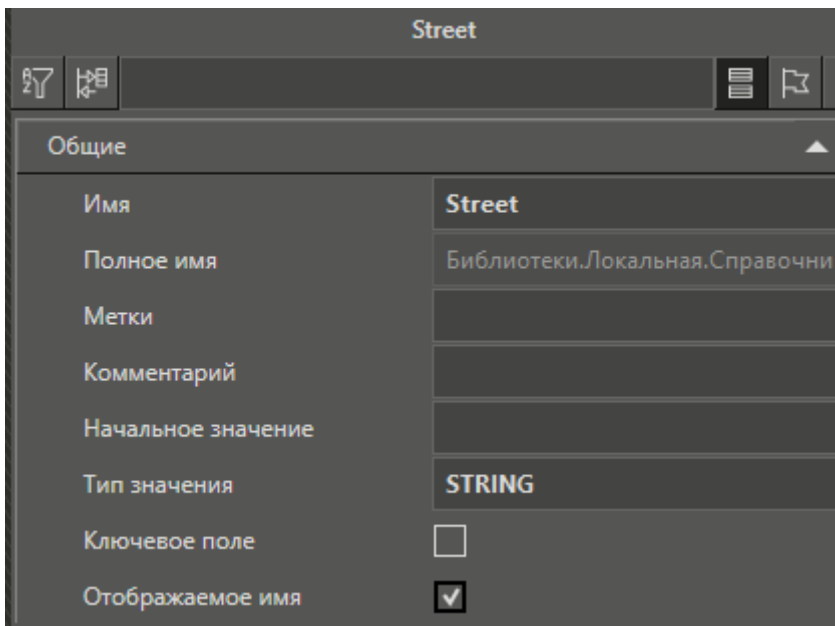 Street
Общие
Имя Street
Полное имя Библиотеки.Локальная.Справочни
Метки
Комментарий
Начальное значение
Тип значения STRING
Ключевое поле
Отображаемое имя